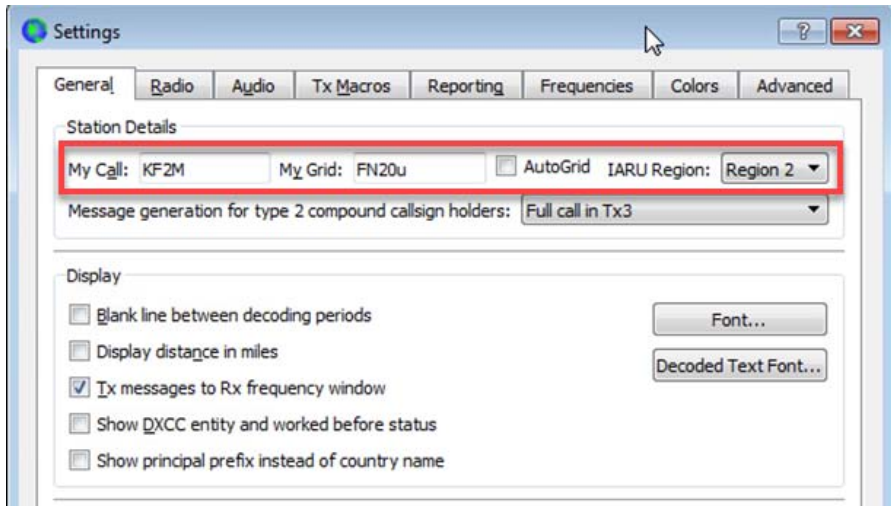 Settings
General Radio Audio Tx Macros Reporting Frequencies Colors Advanced
Station Details
My Call: KF2M My Grid: FN20u AutoGrid IARU Region: Region 2
Message generation for type 2 compound callsign holders: Full call in Tx3
Display
Blank line between decoding periods
Font...
Display distance in miles
Decoded Text Font...
Tx messages to Rx frequency window
Show DXCC entity and worked before status
Show principal prefix instead of country name